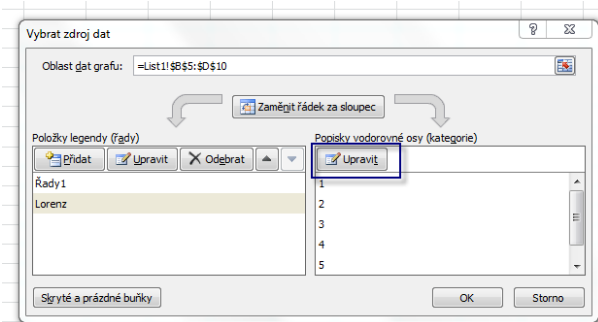 Vybrat zdroj dat
Oblast dat grafu: =List1!$B$5:$D$10
Zaměnit řádek za sloupec
Položky legendy (řady)
Popisky vodorovné osy (kategorie)
Přidat Upravit Odebrat
Upravit
Řady1
Lorenz
1
2
3
4
5
Skryté a prázdné buňky
OK Storno